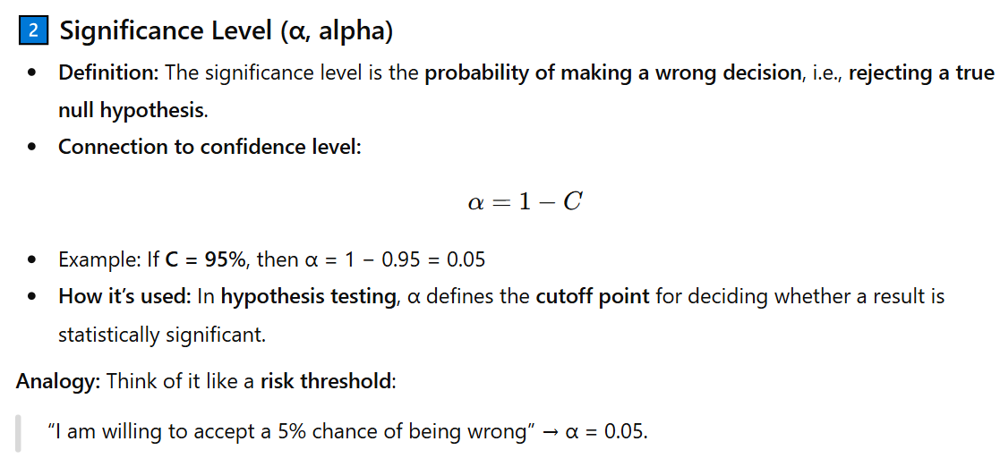 2 Significance Level (α, alpha)
• Definition: The significance level is the probability of making a wrong decision, i.e., rejecting a true
null hypothesis.
• Connection to confidence level:
α = 1 − C
• Example: If C = 95%, then α = 1 − 0.95 = 0.05
• How it’s used: In hypothesis testing, α defines the cutoff point for deciding whether a result is
statistically significant.
Analogy: Think of it like a risk threshold:
“I am willing to accept a 5% chance of being wrong” → α = 0.05.